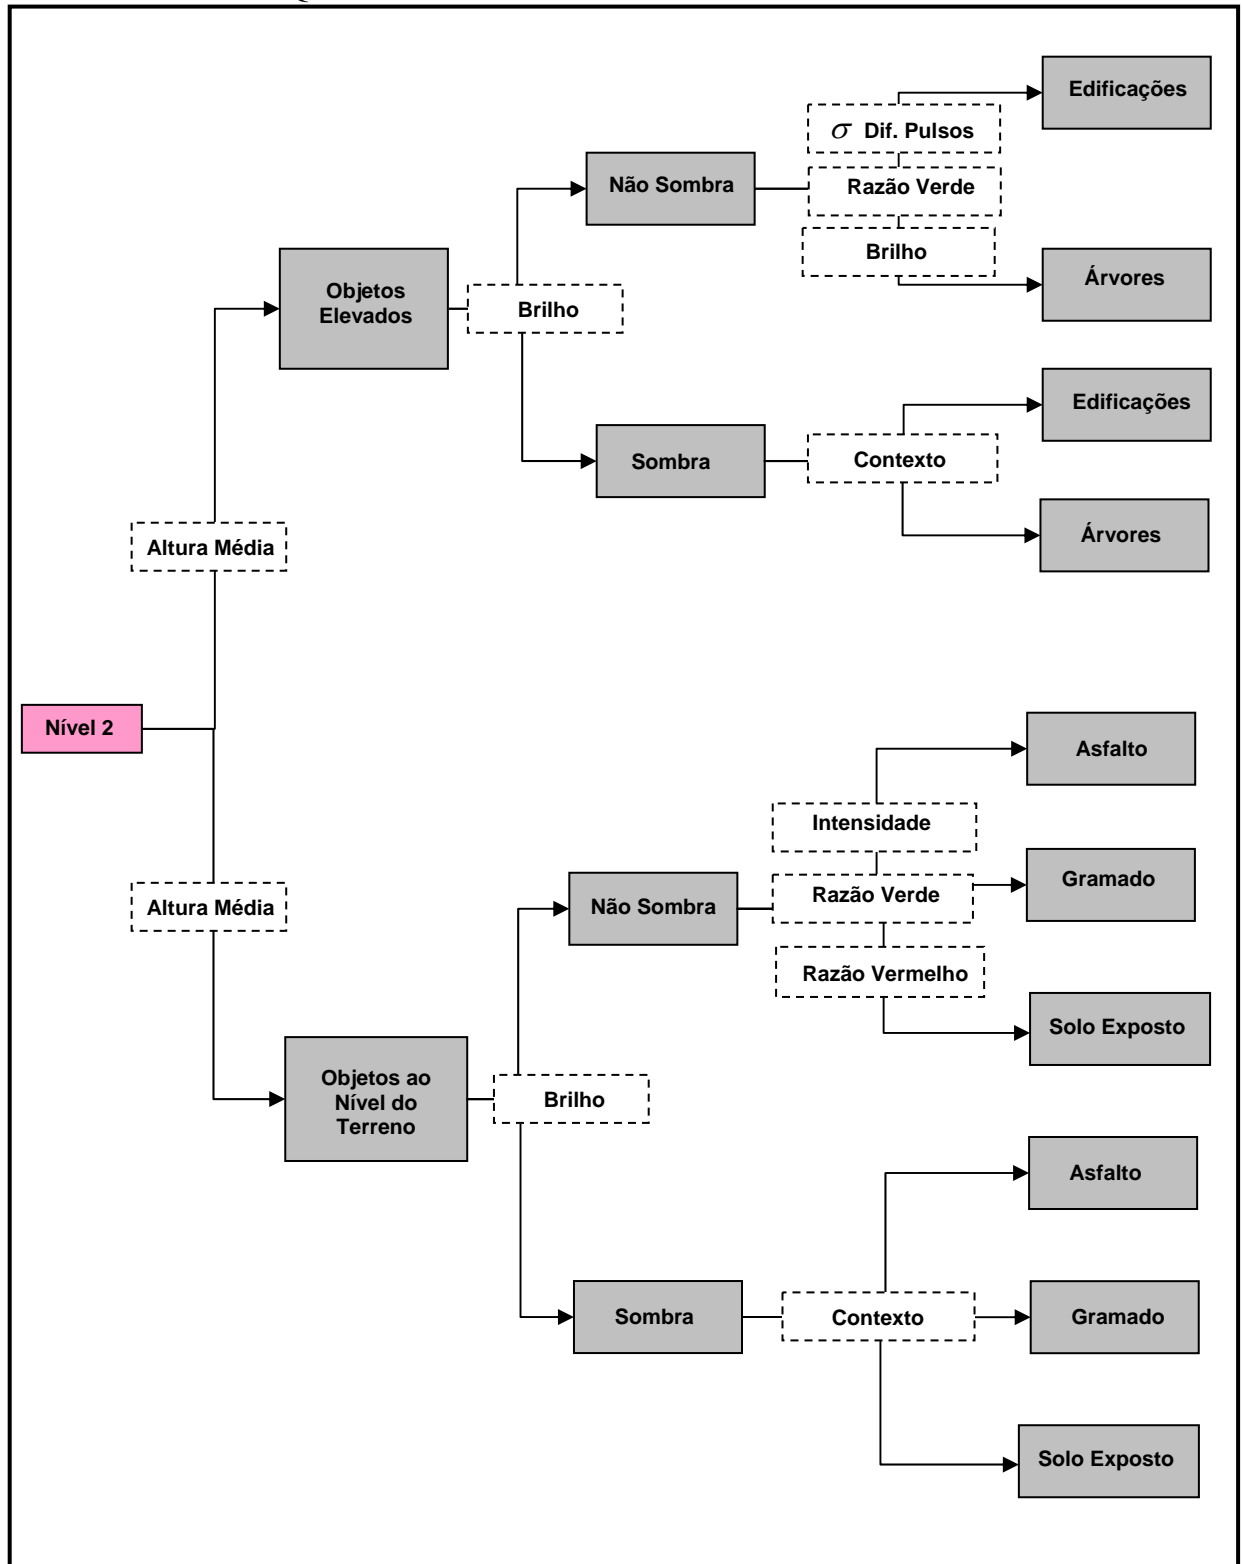 Edificações
σ Dif. Pulsos
Não Sombra
Razão Verde
Brilho
Árvores
Objetos
Elevados
Brilho
Edificações
Sombra
Contexto
Árvores
Altura Média
Nível 2
Asfalto
Intensidade
Gramado
Altura Média
Não Sombra
Razão Verde
Razão Vermelho
Solo Exposto
Objetos ao
Nível do
Terreno
Brilho
Asfalto
Sombra
Contexto
Gramado
Solo Exposto